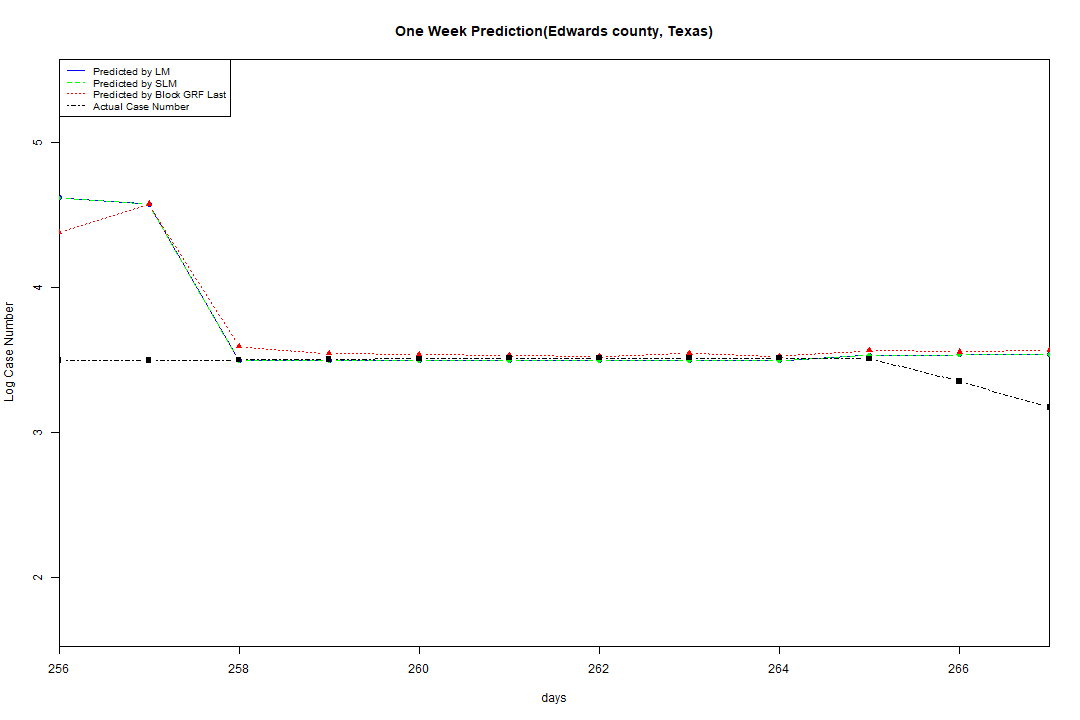 One Week Prediction(Edwards county, Texas)
Predicted by LM
Predicted by SLM
Predicted by Block GRF Last
Actual Case Number
5
4
3
2
Log Case Number
256 258 260 262 264 266
days